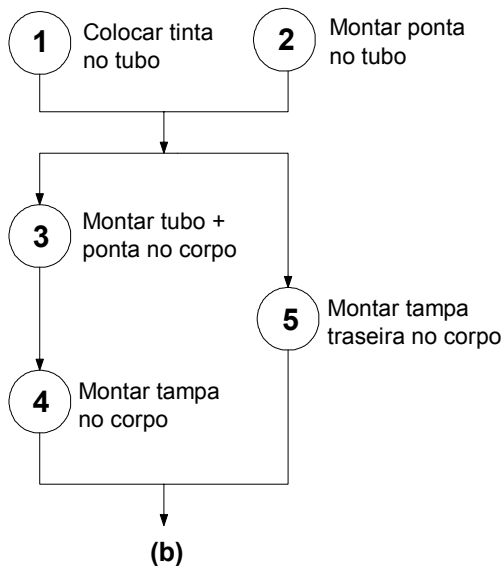 1
Colocar tinta
no tubo
2
Montar ponta
no tubo
3
Montar tubo +
ponta no corpo
5
Montar tampa
traseira no corpo
4
Montar tampa
no corpo
(b)